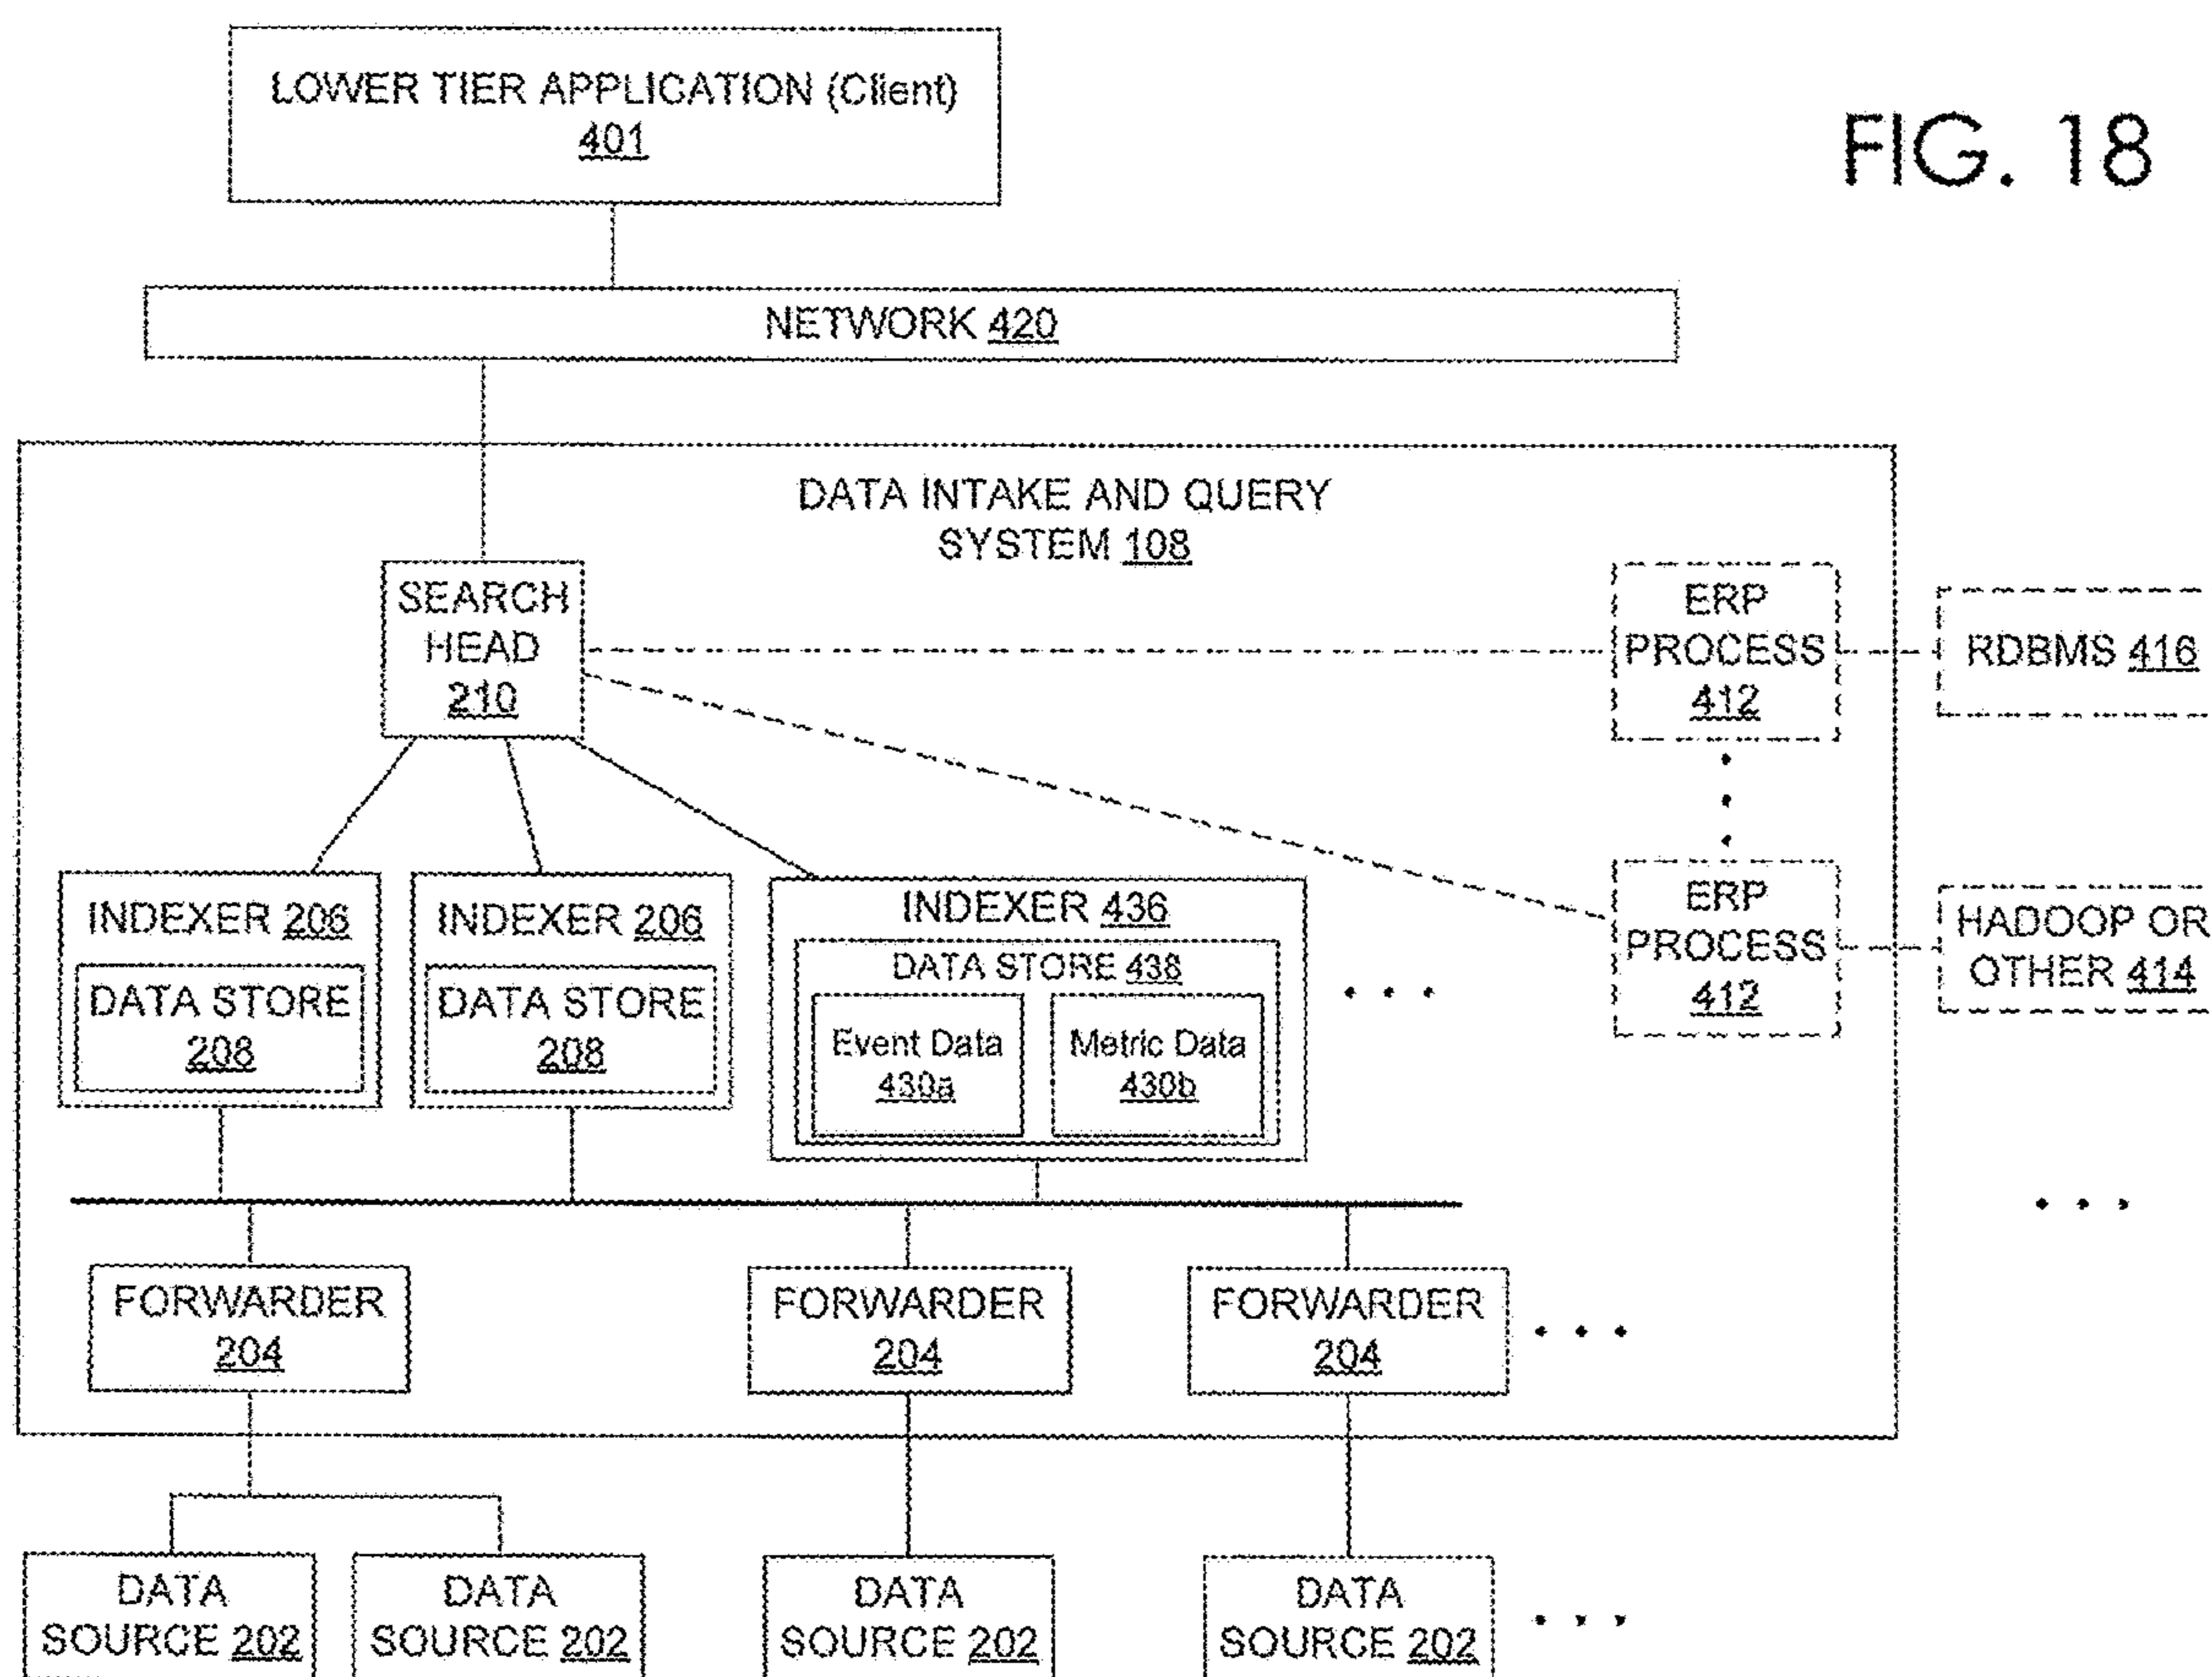 LOWER TIER APPLICATION (Client)
401
FIG. 18
NETWORK 420
DATA INTAKE AND QUERY
SYSTEM 108
SEARCH
HEAD
210
ERP
PROCESS
412
RDBMS 416
ERP
PROCESS
412
HADOOP OR
OTHER 414
INDEXER 206
DATA STORE
208
INDEXER 206
DATA STORE
208
INDEXER 436
DATA STORE 438
Event Data
430a
Metric Data
430b
. . .
. . .
FORWARDER
204
FORWARDER
204
FORWARDER
204
. . .
DATA
SOURCE 202
DATA
SOURCE 202
DATA
SOURCE 202
DATA
SOURCE 202
. . .